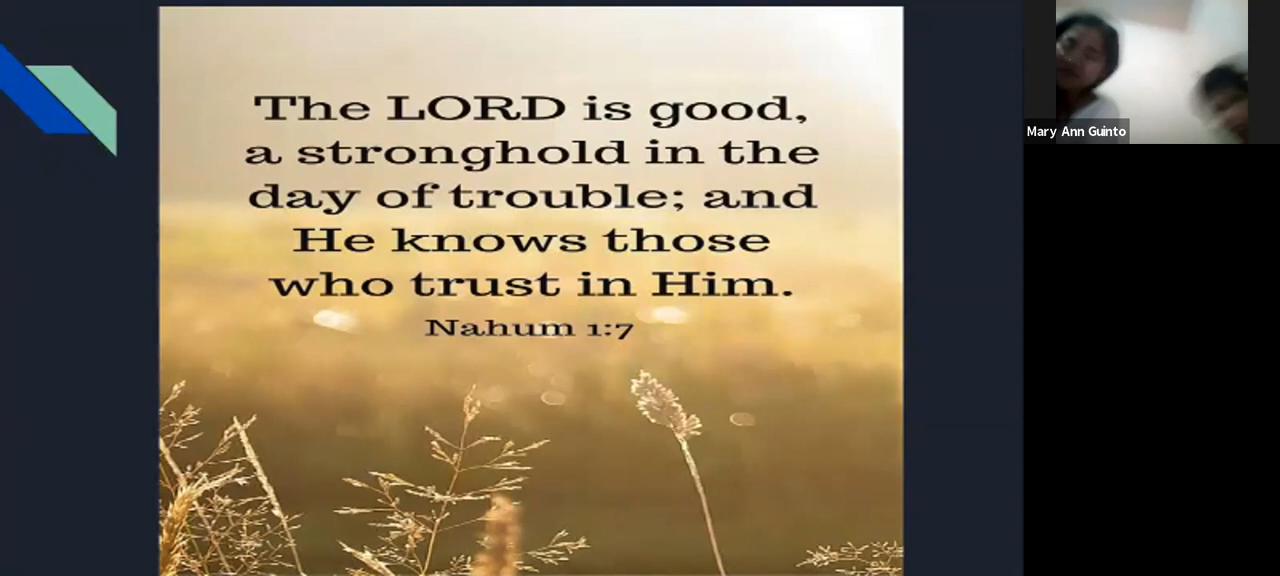 The LORD is good,
a stronghold in the
day of trouble; and
He knows those
who trust in Him.
Nahum 1:7
Mary Ann Guinto